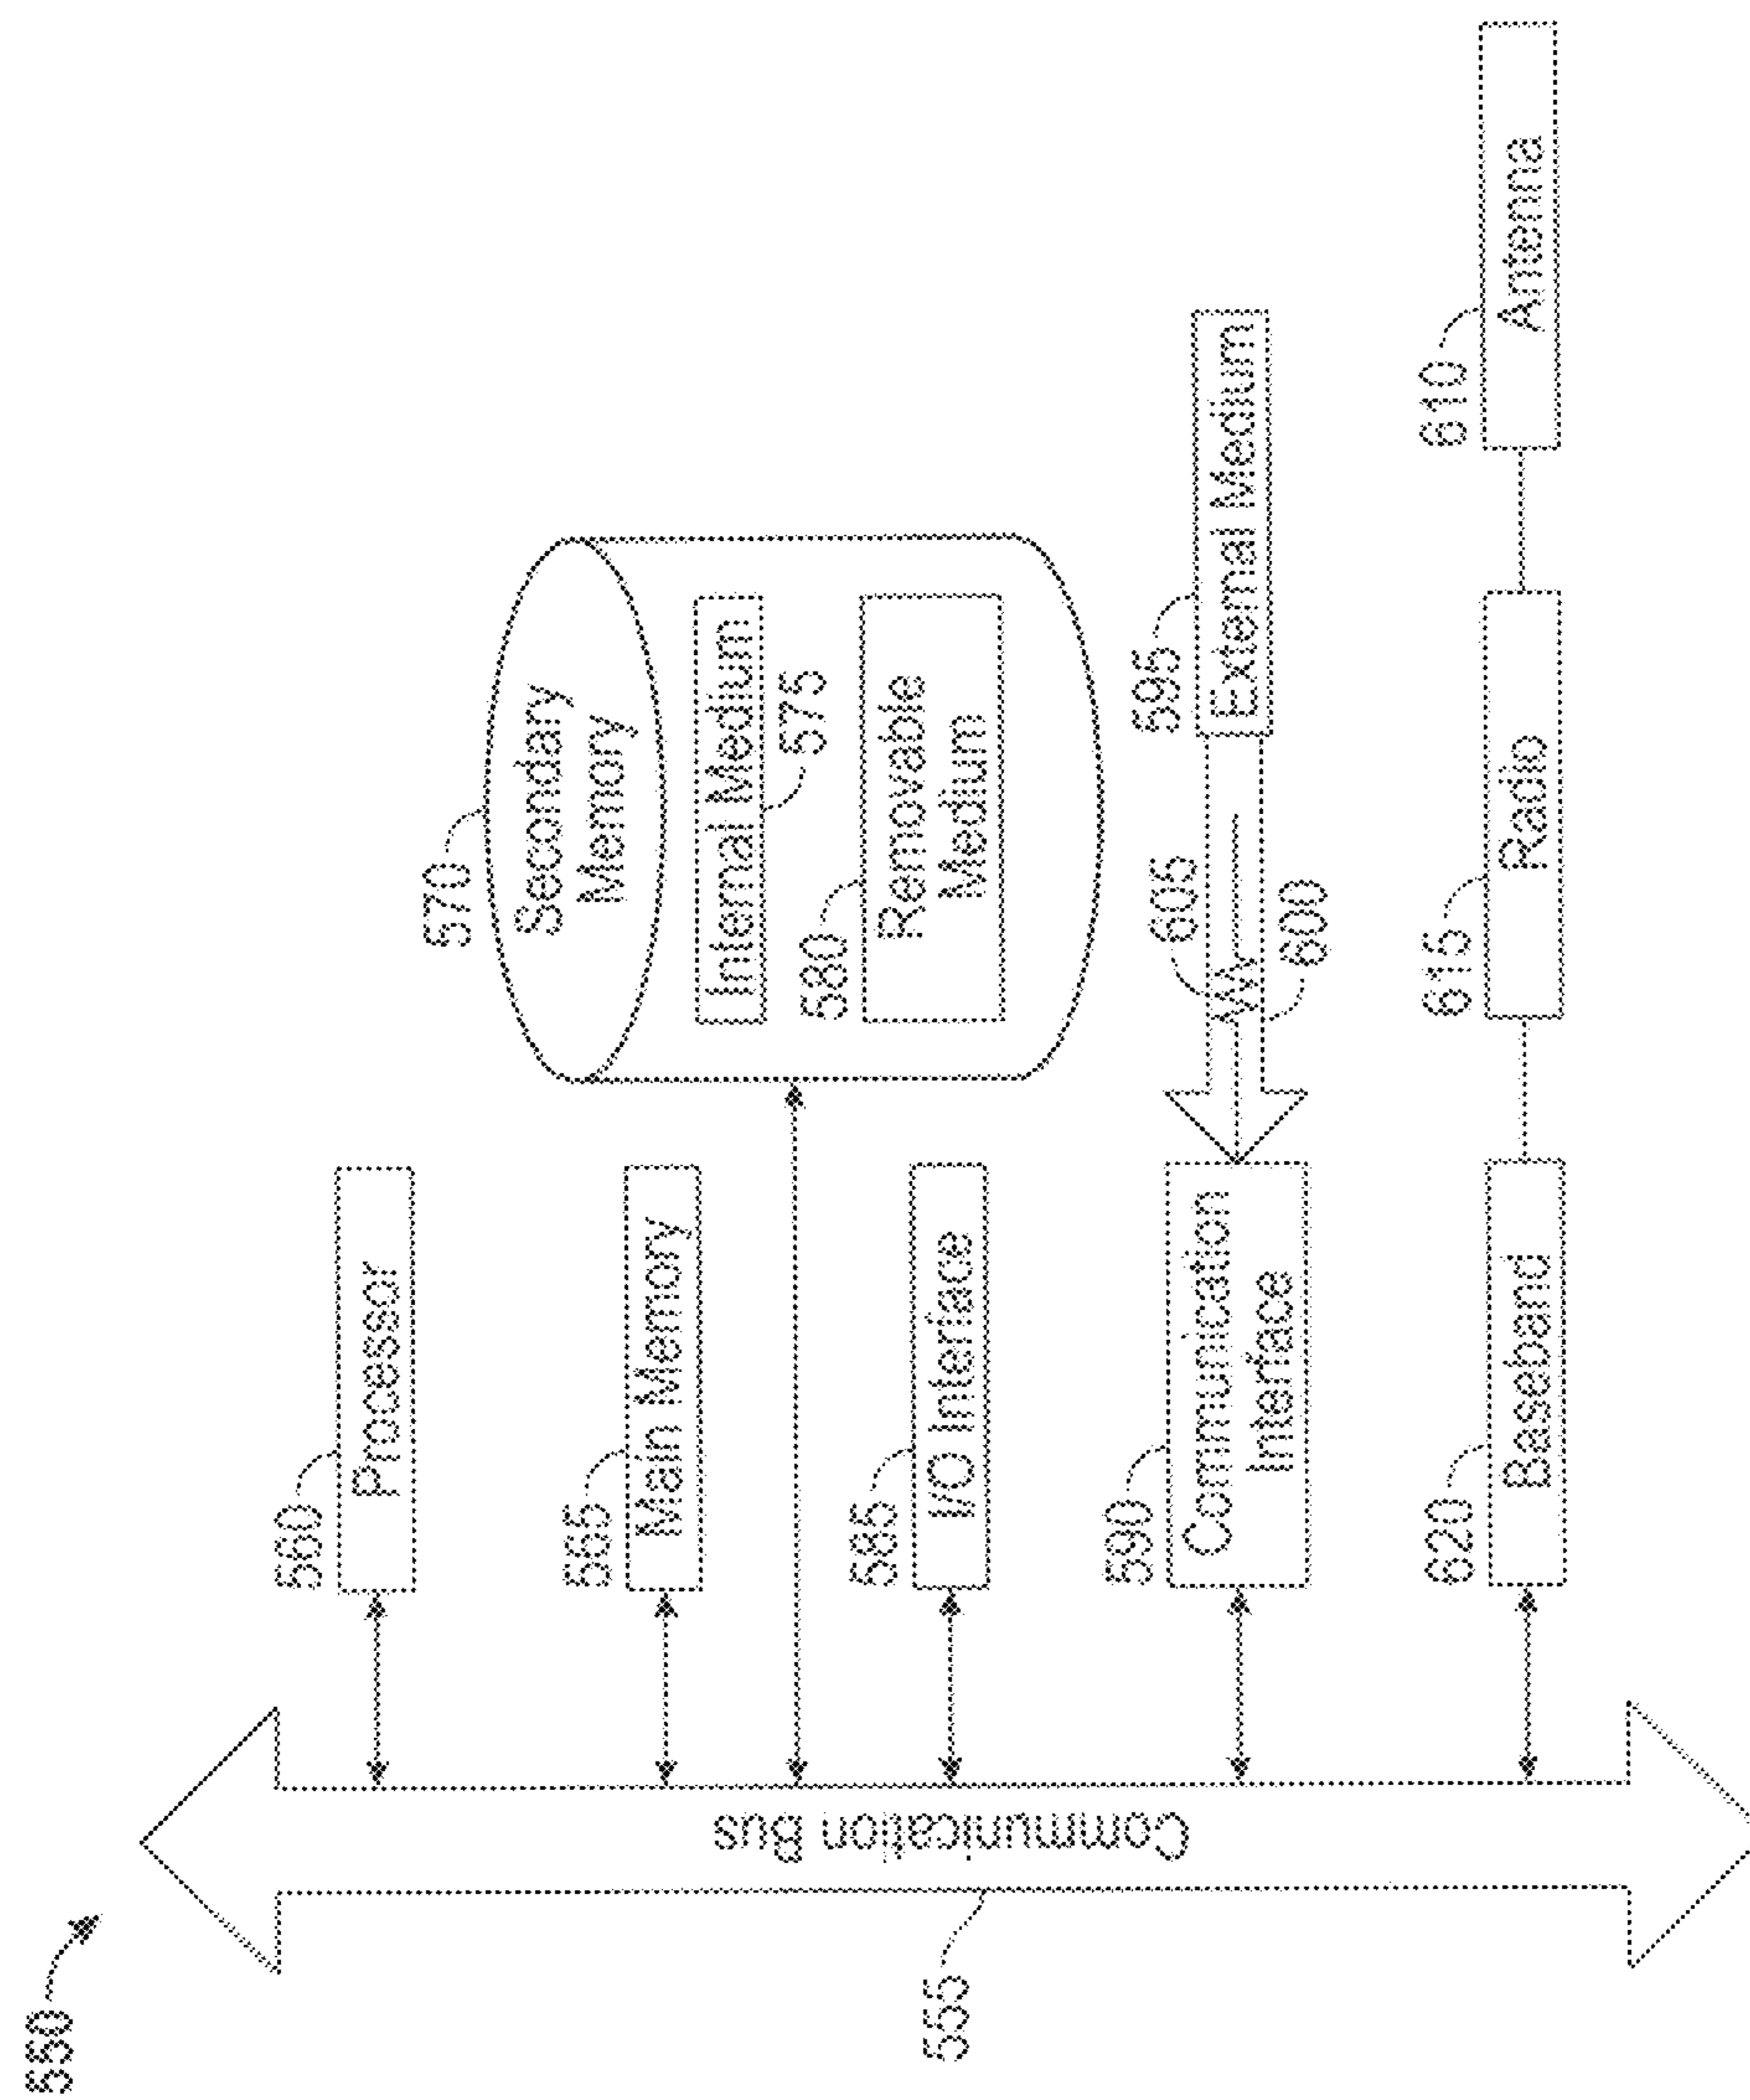 550
560
Processor
565
Main Memory
570
Secondary
Memory
Internal Medium
575
580
Removable
Medium
585
I/O Interface
590
Communication
Interface
595
External Medium
605
600
620
Baseband
615
Radio
610
Antenna
Communication Bus
555